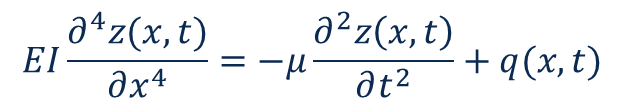 EI ∂⁴z(x, t)/∂x⁴ = −μ ∂²z(x, t)/∂t² + q(x, t)